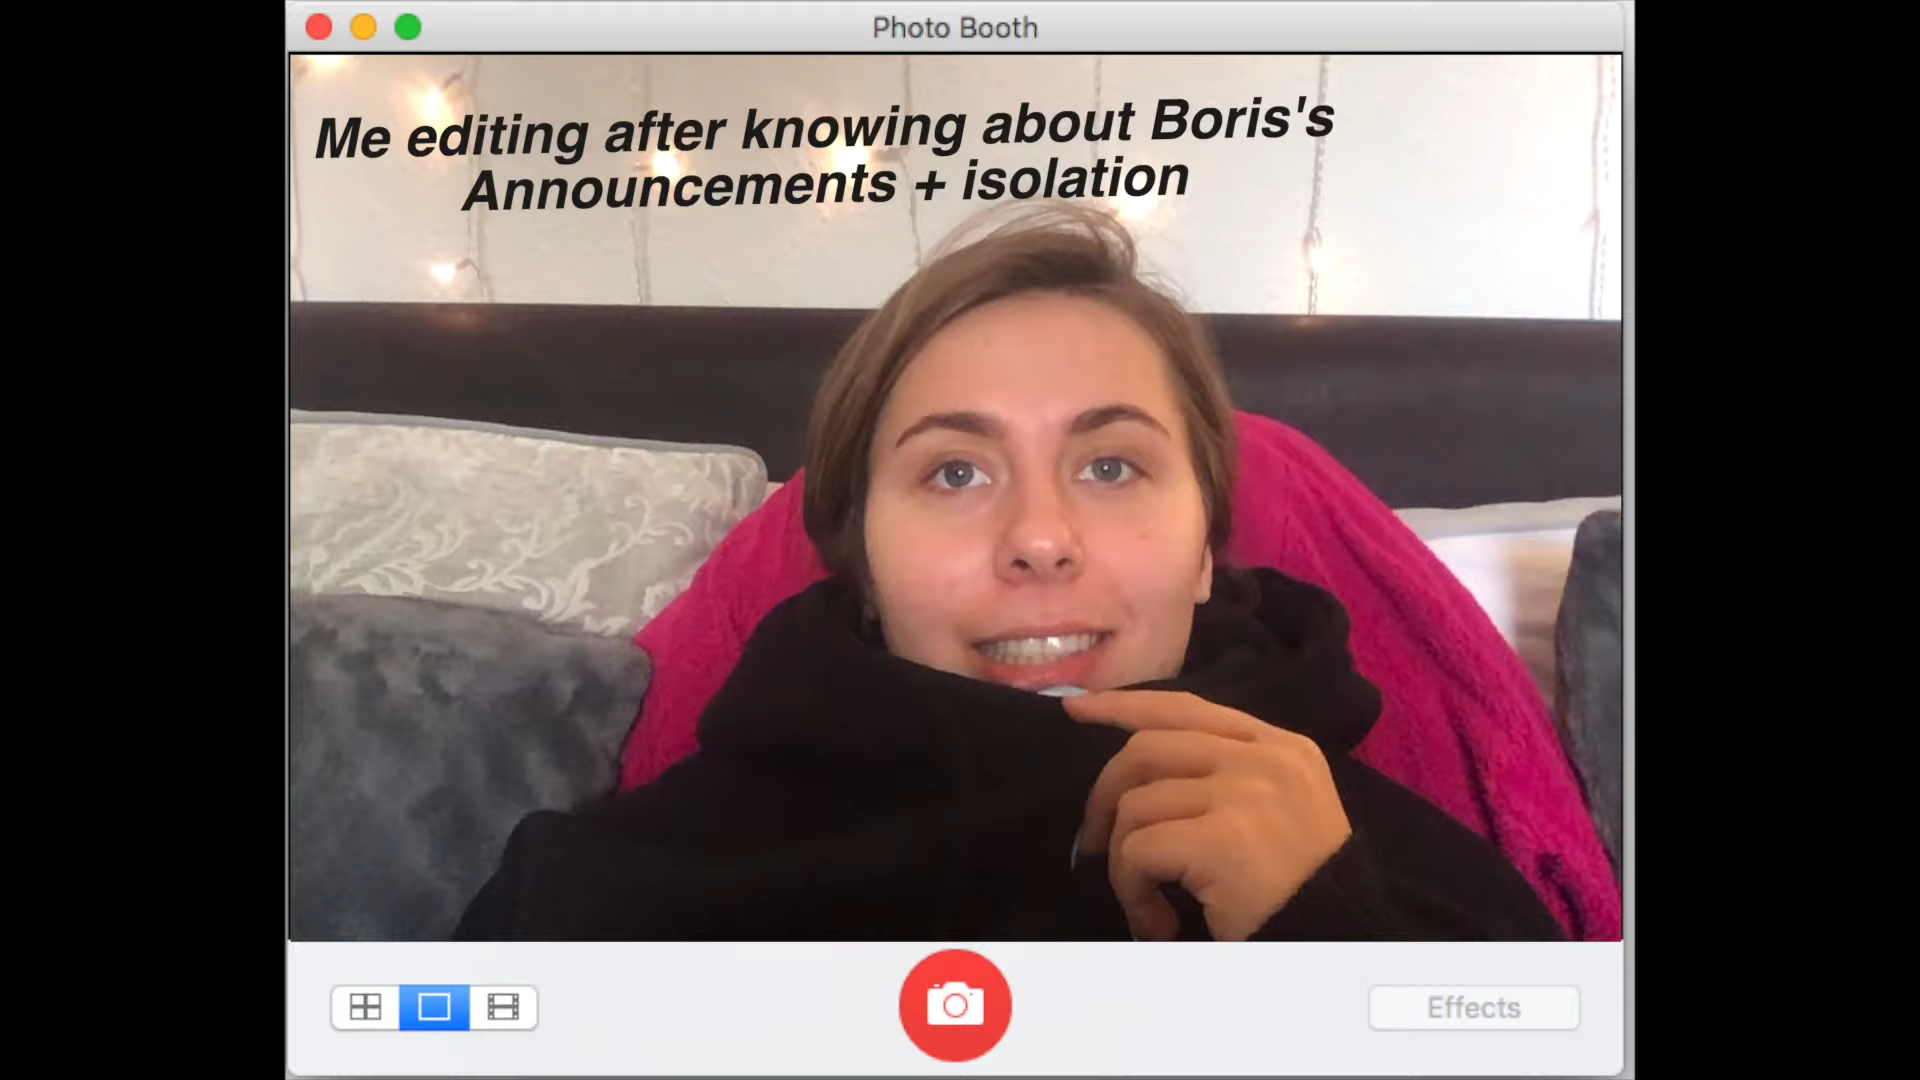 Photo Booth
Me editing after knowing about Boris's
Announcements + isolation
Effects